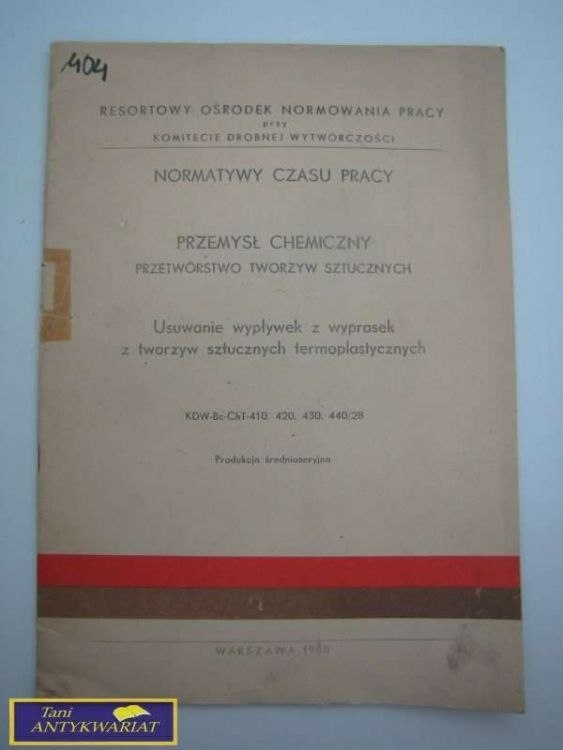 404
RESORTOWY OŚRODEK NORMOWANIA PRACY
przy
KOMITECIE DROBNEJ WYTWÓRCZOŚCI
NORMATYWY CZASU PRACY
PRZEMYSŁ CHEMICZNY
PRZETWÓRSTWO TWORZYW SZTUCZNYCH
Usuwanie wypływek z wyprasek
z tworzyw sztucznych termoplastycznych
KDW-Bc-ChT-410, 420, 430, 440/28
Produkcja średnioseryjna
WARSZAWA
Tani
ANTYKWARIAT